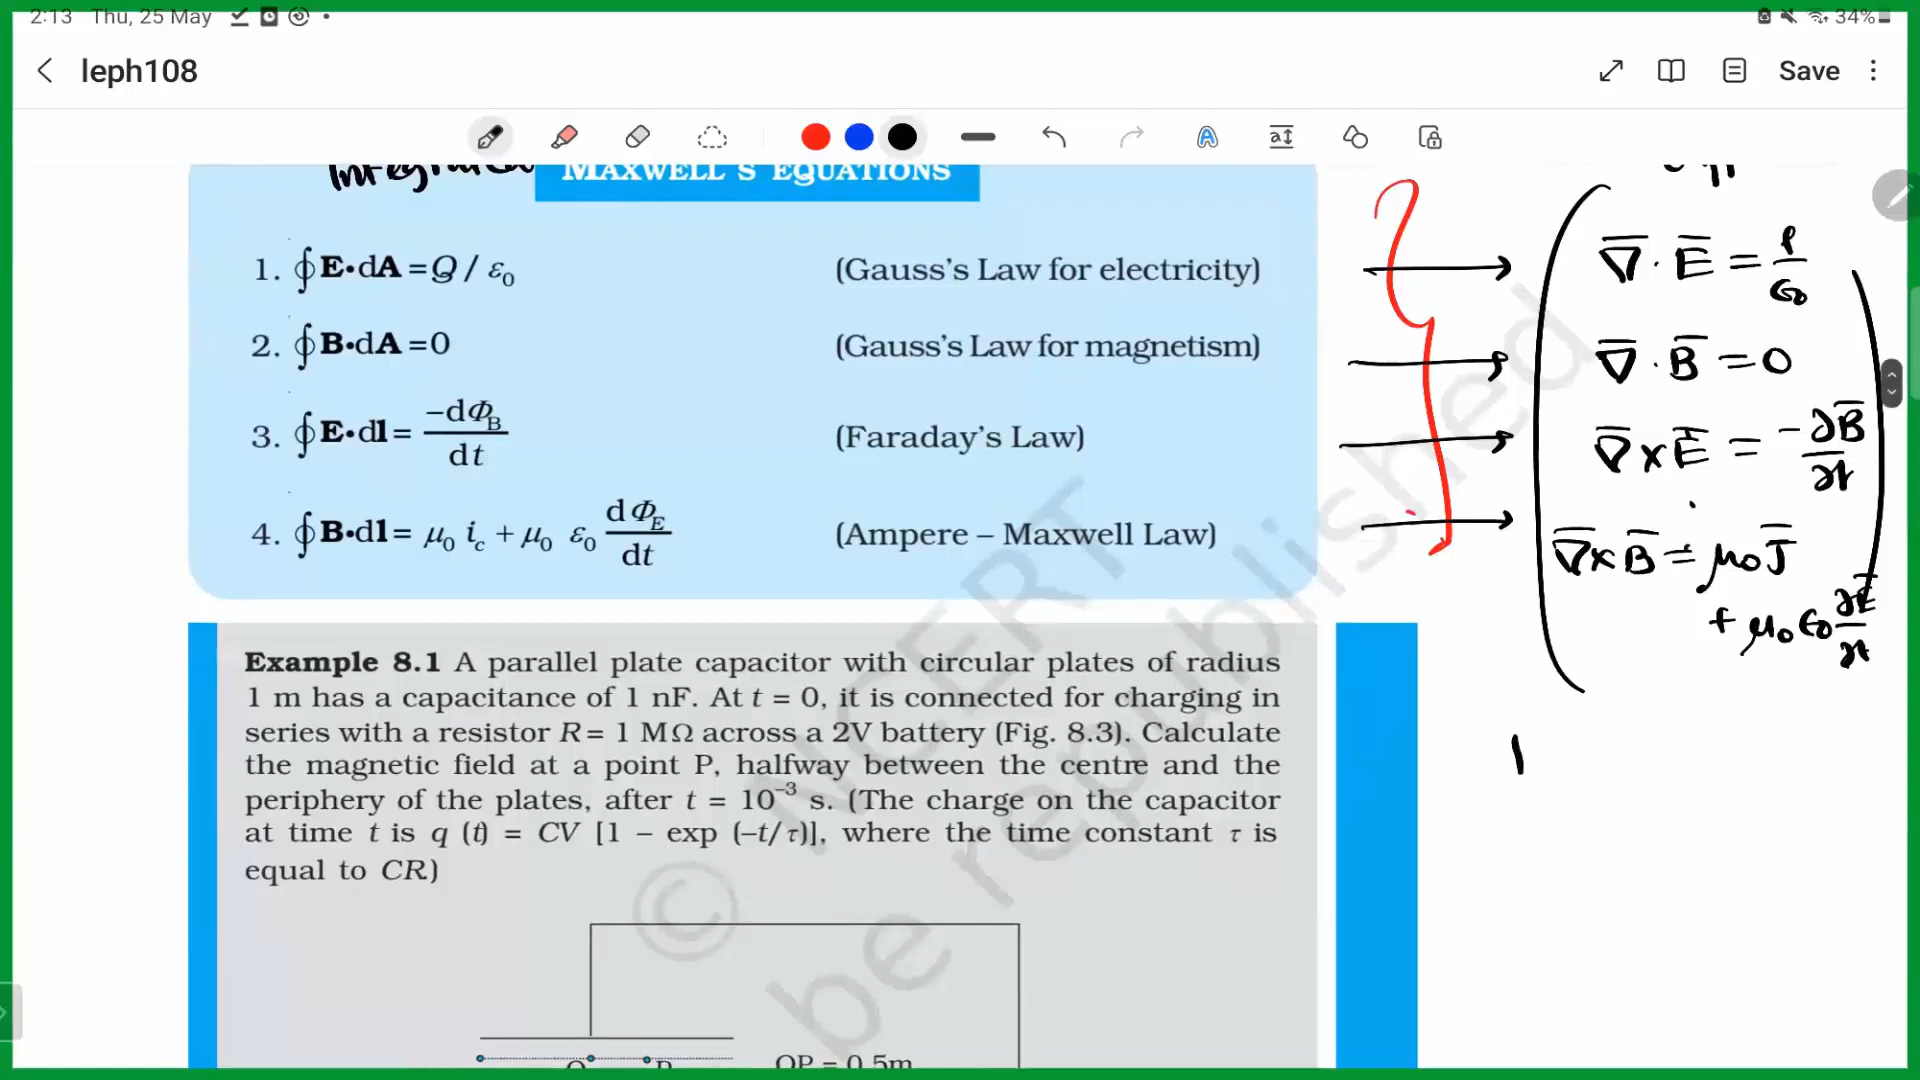 2:13 Thu, 25 May
34%
leph108
Save
MAXWELL'S EQUATIONS
1. ∮E•dA = Q / ε₀ (Gauss's Law for electricity)
2. ∮B•dA = 0 (Gauss's Law for magnetism)
3. ∮E•dl = −dΦ_B/dt (Faraday's Law)
4. ∮B•dl = μ₀ i_c + μ₀ ε₀ dΦ_E/dt (Ampere – Maxwell Law)
∇̄ · Ē = ρ/ε₀
∇̄ · B̄ = 0
∇̄ × Ē = −∂B̄/∂t
∇̄ × B̄ = μ₀ J̄
+ μ₀ ε₀ ∂Ē/∂t
Example 8.1 A parallel plate capacitor with circular plates of radius
1 m has a capacitance of 1 nF. At t = 0, it is connected for charging in
series with a resistor R = 1 MΩ across a 2V battery (Fig. 8.3). Calculate
the magnetic field at a point P, halfway between the centre and the
periphery of the plates, after t = 10⁻³ s. (The charge on the capacitor
at time t is q (t) = CV [1 – exp (–t/τ)], where the time constant τ is
equal to CR)
OP = 0.5m
© NCERT
be republished